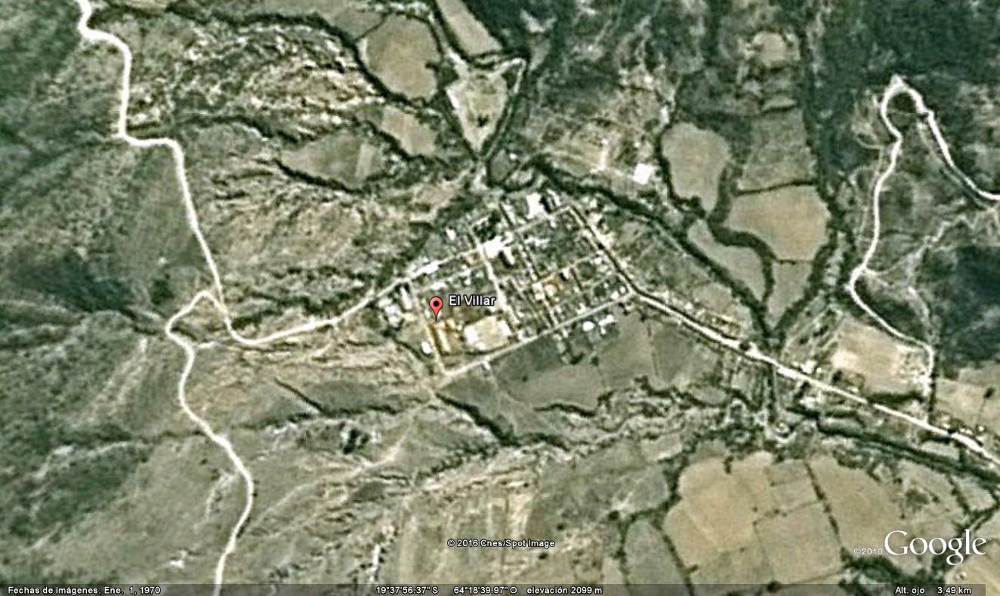 El Villar
© 2016 Cnes/Spot Image
©2010 Google
Fechas de imágenes: Ene. 1, 1970 19°37'56.37" S 64°18'39.97" O elevación 2099 m Alt. ojo 3.49 km